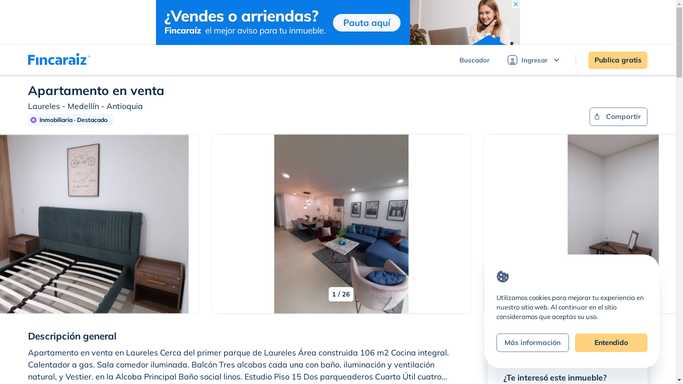 ¿Vendes o arriendas?
Pauta aquí
Fincaraíz el mejor aviso para tu inmueble.
Fincaraíz
Buscador
Ingresar
Publica gratis
Apartamento en venta
Laureles - Medellín - Antioquia
Inmobiliaria - Destacado
Compartir
1 / 26
Utilizamos cookies para mejorar tu experiencia en
nuestro sitio web. Al continuar en el sitio
consideramos que aceptas su uso.
Más información
Entendido
Descripción general
Apartamento en venta en Laureles Cerca del primer parque de Laureles Área construida 106 m2 Cocina integral.
Calentador a gas. Sala comedor iluminada. Balcón Tres alcobas cada una con baño, iluminación y ventilación
natural, y Vestier. en la Alcoba Principal Baño social linos. Estudio Piso 15 Dos parqueaderos Cuarto Útil cuatro...
¿Te interesó este inmueble?